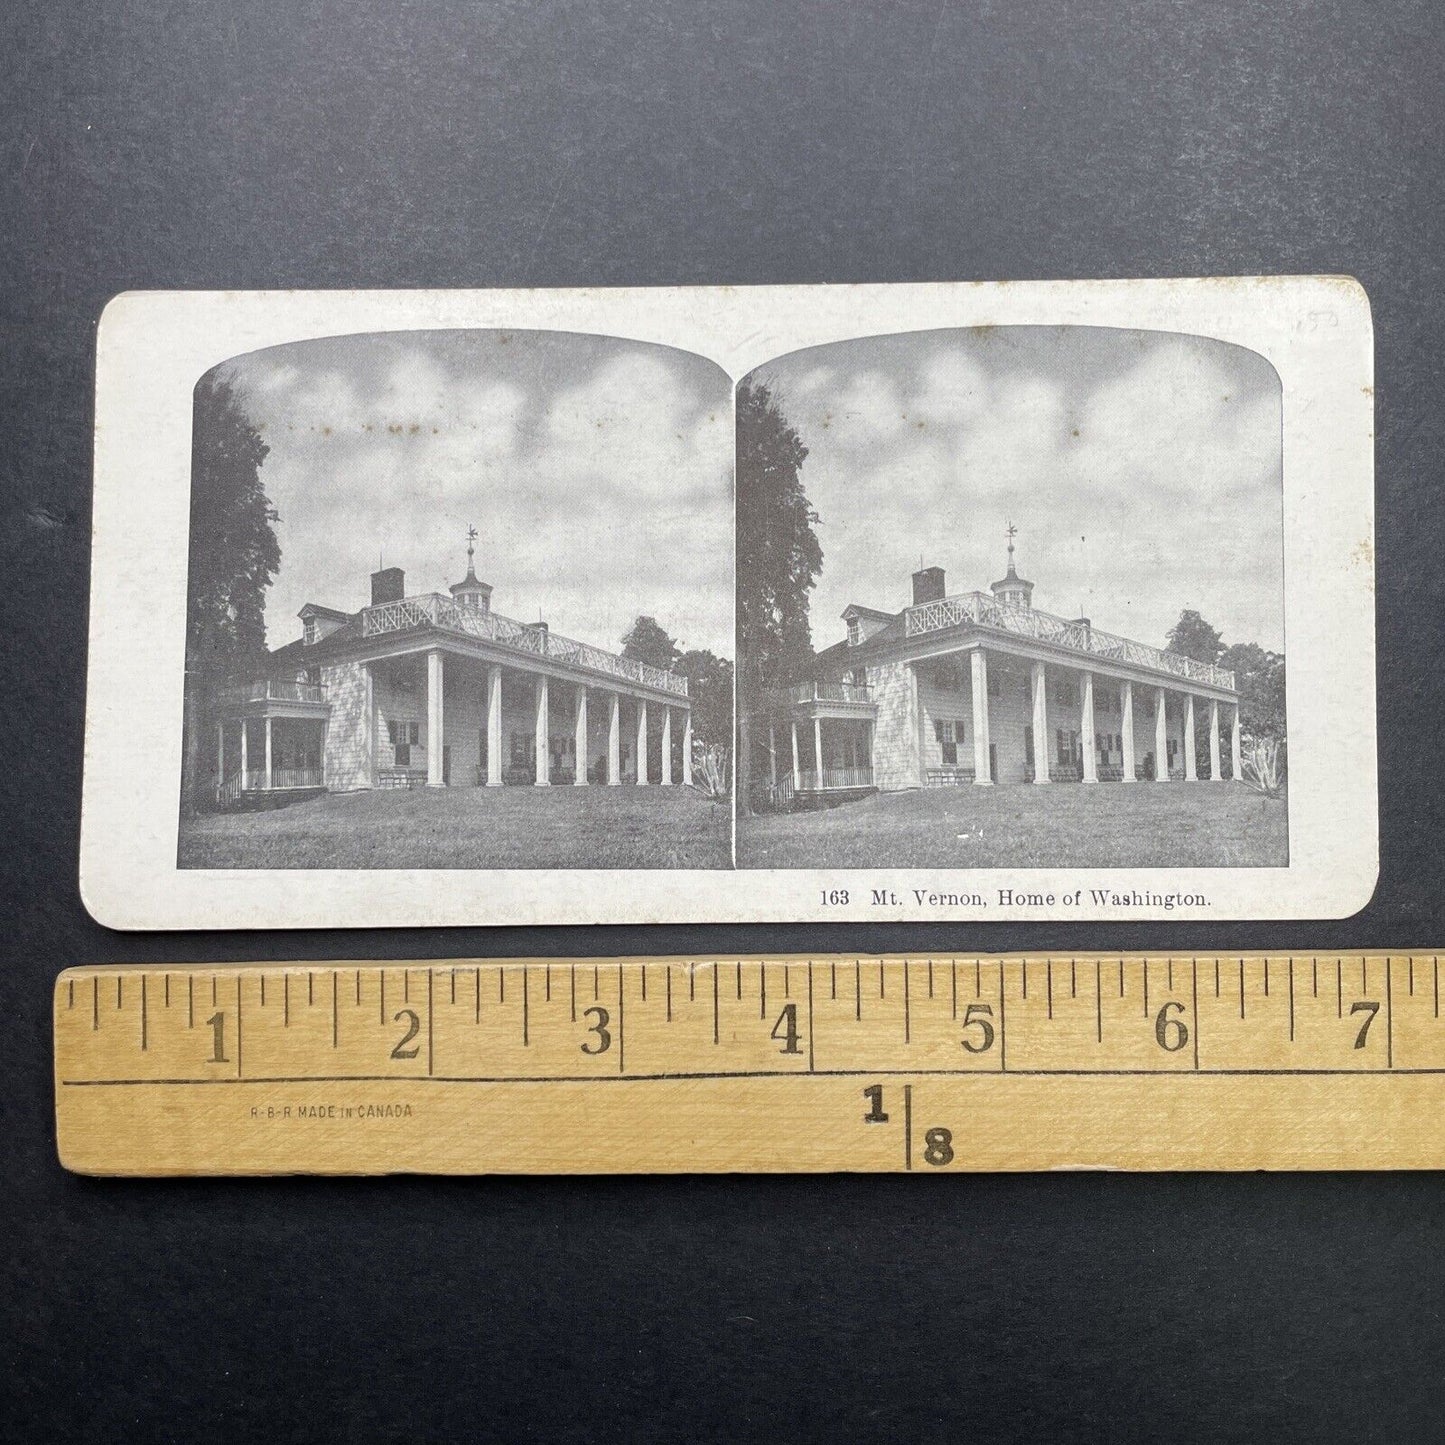 163 Mt. Vernon, Home of Washington.
1 2 3 4 5 6 7
R-B-R MADE IN CANADA
1
8